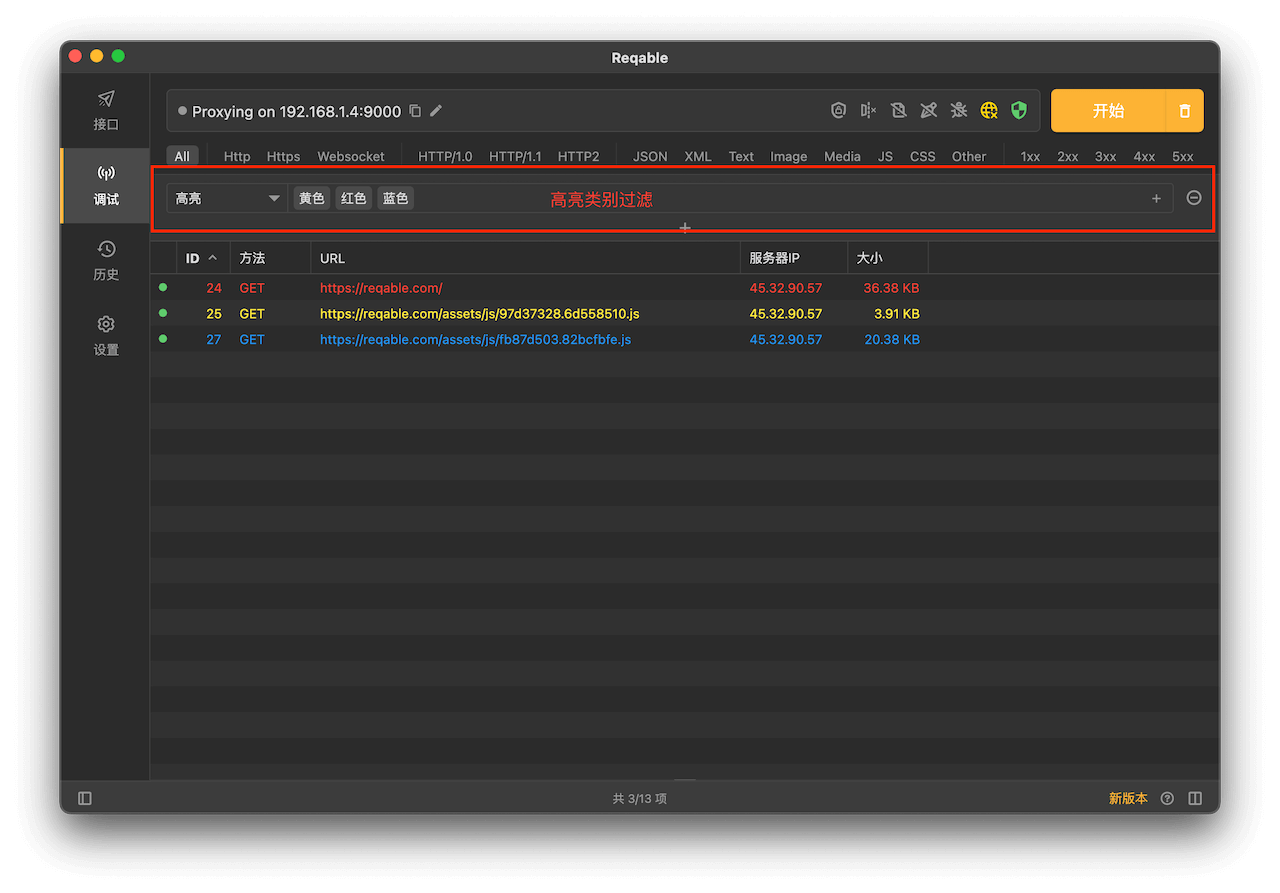 Reqable
接口
调试
历史
设置
Proxying on 192.168.1.4:9000
开始
All Http Https Websocket HTTP/1.0 HTTP/1.1 HTTP2 JSON XML Text Image Media JS CSS Other 1xx 2xx 3xx 4xx 5xx
高亮 黄色 红色 蓝色 高亮类别过滤
ID 方法 URL 服务器IP 大小
24 GET https://reqable.com/ 45.32.90.57 36.38 KB
25 GET https://reqable.com/assets/js/97d37328.6d558510.js 45.32.90.57 3.91 KB
27 GET https://reqable.com/assets/js/fb87d503.82bcfbfe.js 45.32.90.57 20.38 KB
共 3/13 项
新版本